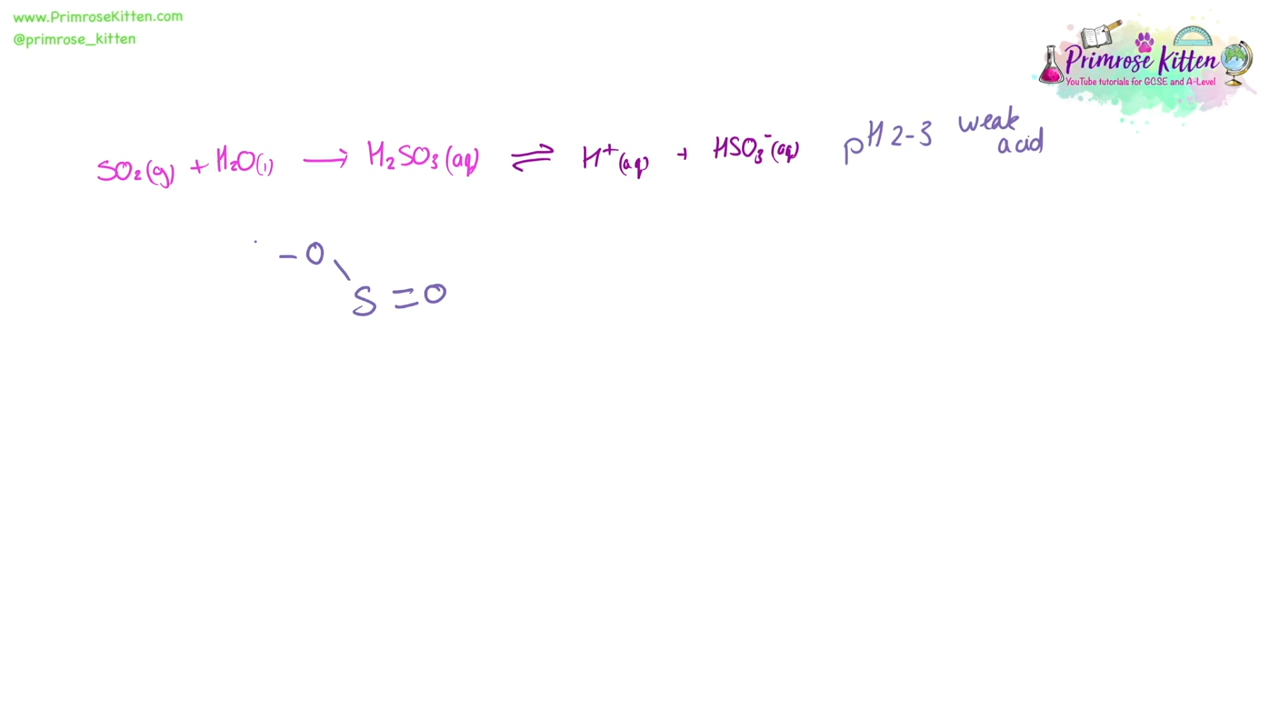 www.PrimroseKitten.com
@primrose_kitten
Primrose Kitten
YouTube tutorials for GCSE and A-Level
SO₂(g) + H₂O(l) ⟶ H₂SO₃(aq) ⇌ H⁺(aq) + HSO₃⁻(aq) pH 2-3 weak acid
– O
\
S = O